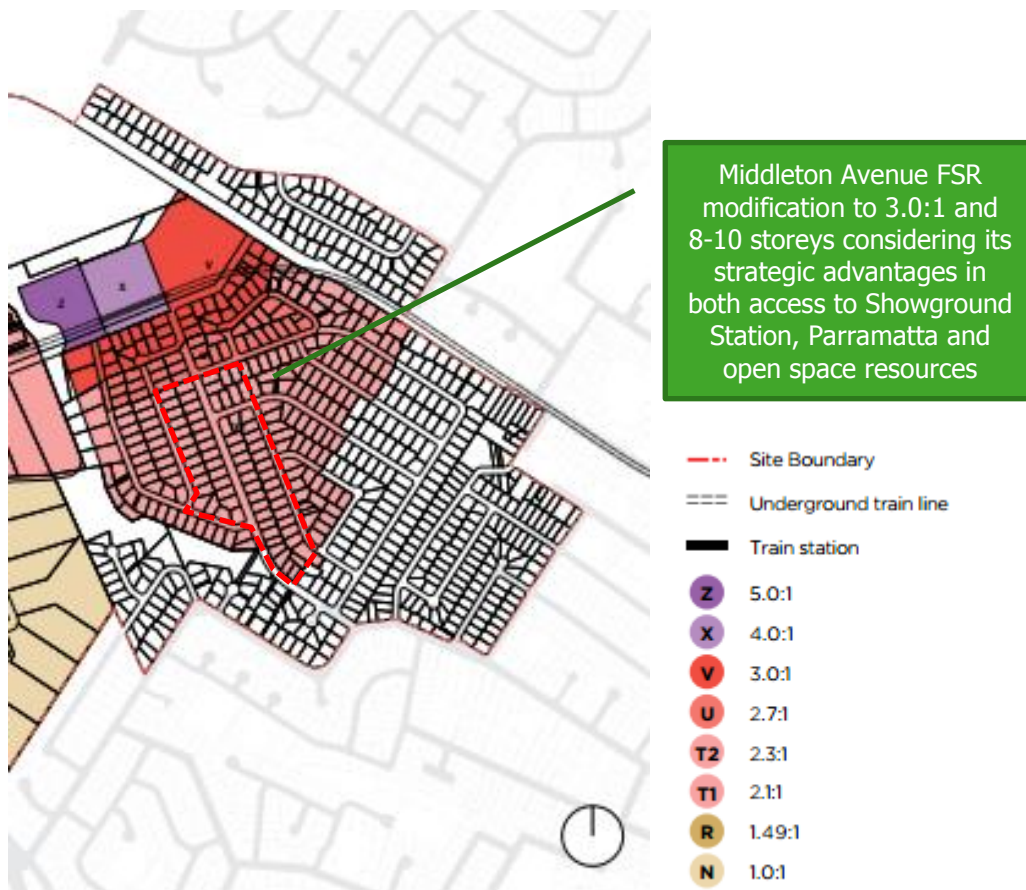 Middleton Avenue FSR
modification to 3.0:1 and
8-10 storeys considering its
strategic advantages in
both access to Showground
Station, Parramatta and
open space resources
Z
X
V
Site Boundary
Underground train line
Train station
Z 5.0:1
X 4.0:1
V 3.0:1
U 2.7:1
T2 2.3:1
T1 2.1:1
R 1.49:1
N 1.0:1